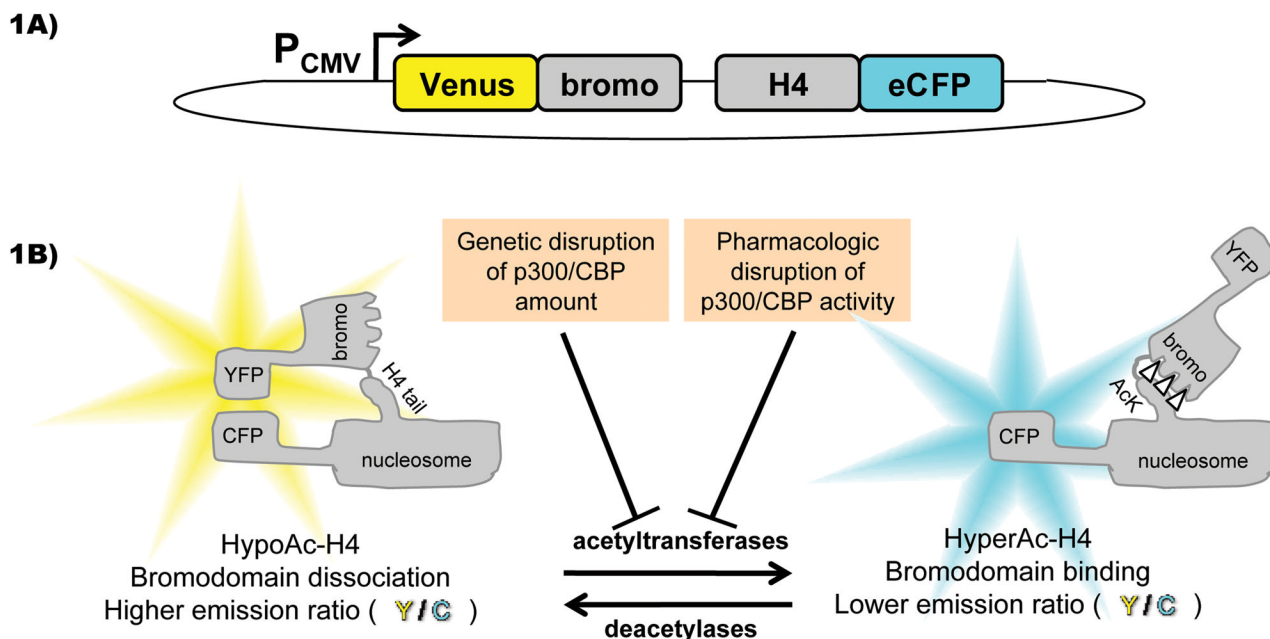 1A)
PCMV
Venus
bromo
H4
eCFP
1B)
Genetic disruption
of p300/CBP
amount
Pharmacologic
disruption of
p300/CBP activity
YFP
bromo
H4 tail
CFP
nucleosome
YFP
bromo
AcK
CFP
nucleosome
HypoAc-H4
Bromodomain dissociation
Higher emission ratio ( Y/C )
acetyltransferases
deacetylases
HyperAc-H4
Bromodomain binding
Lower emission ratio ( Y/C )